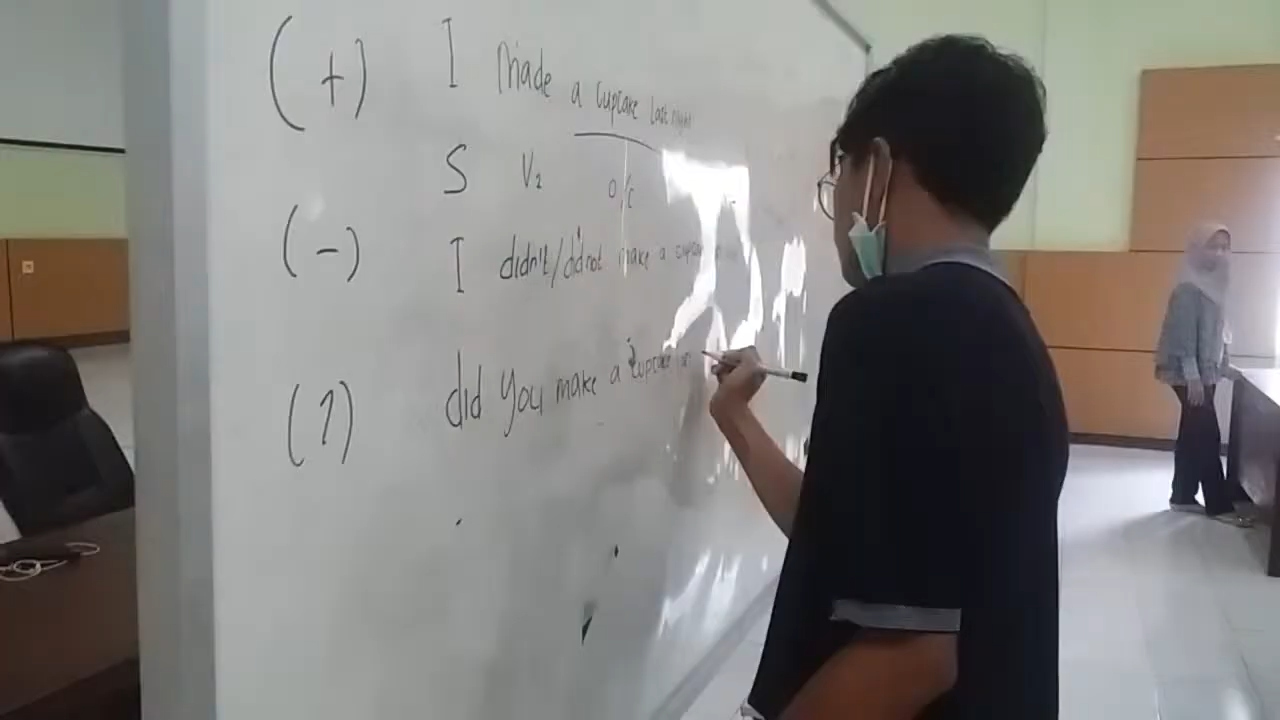 (+) I made a cupcake last night
S V2 O/C
(-) I didn't/did not make a
(?) did you make a cupcake